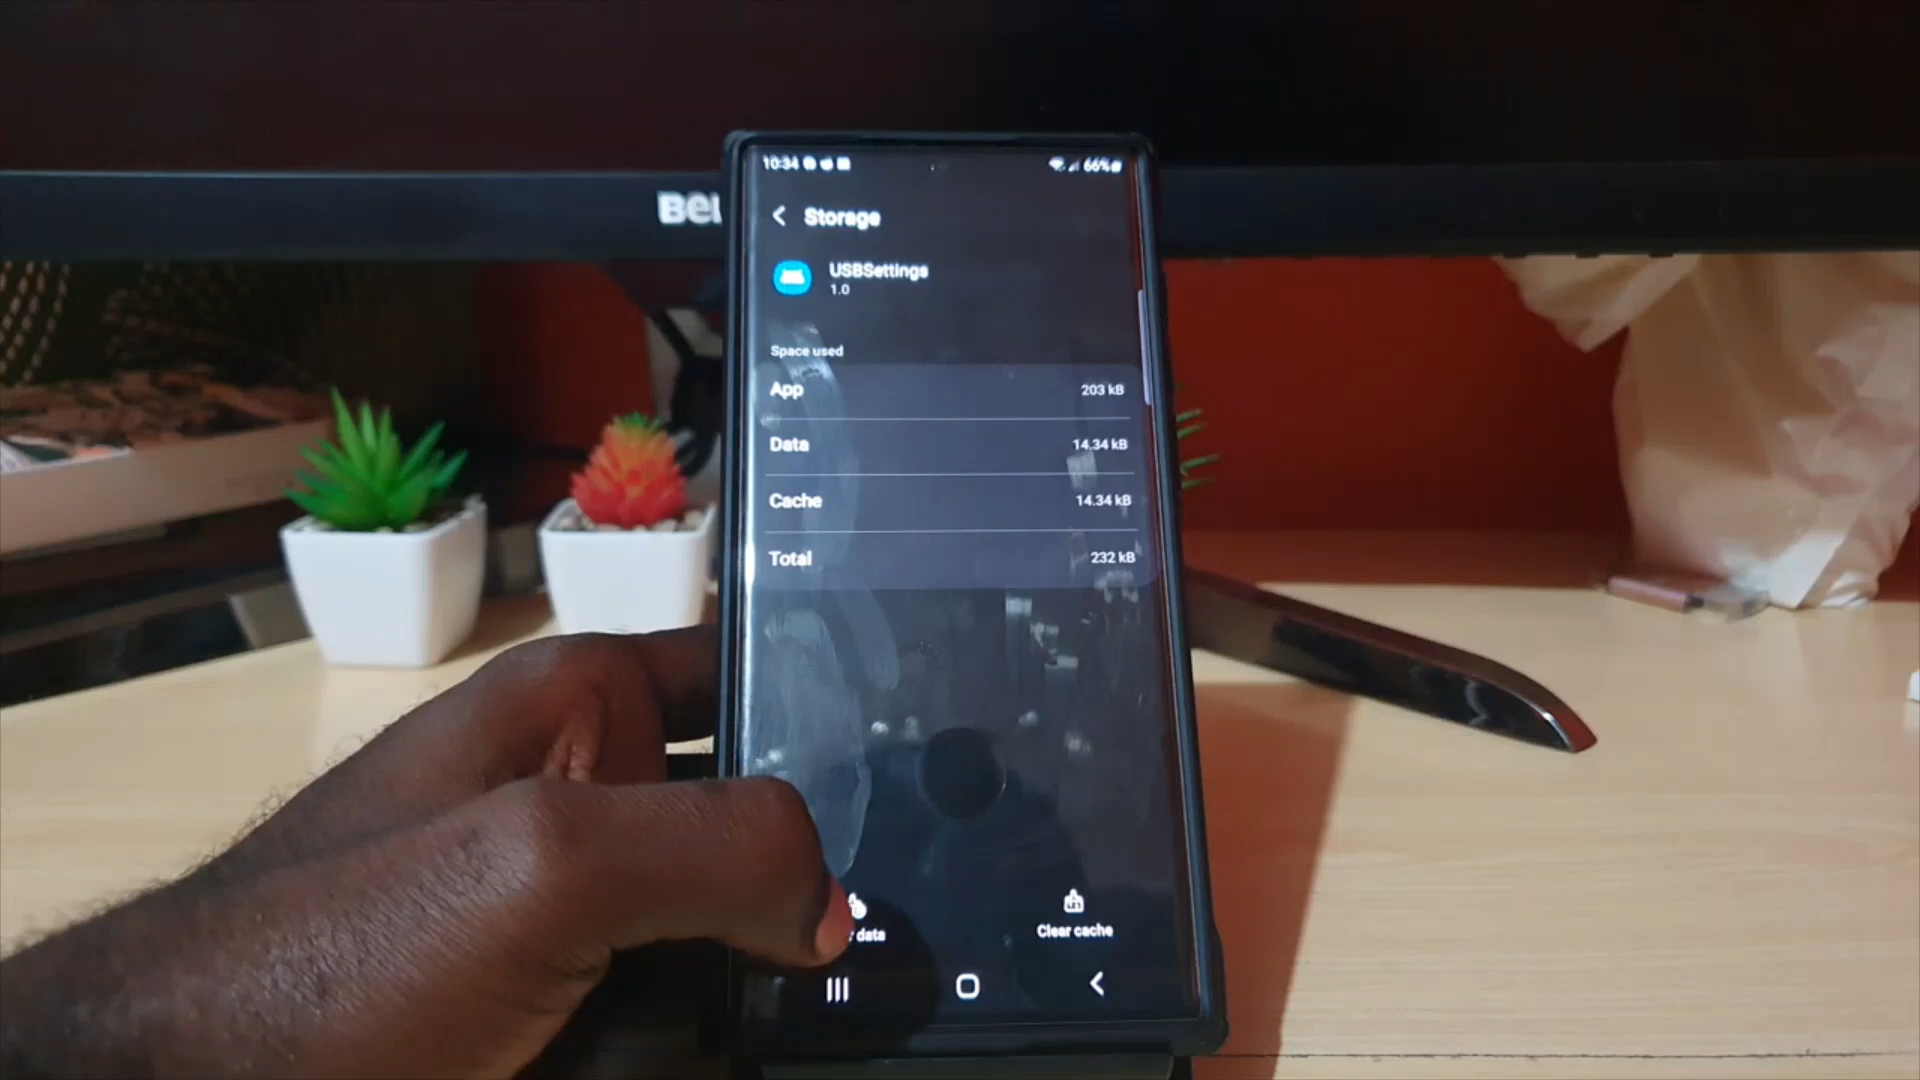 Bel
10:34
66%
Storage
USBSettings
1.0
Space used
App 203 kB
Data 14.34 kB
Cache 14.34 kB
Total 232 kB
data
Clear cache